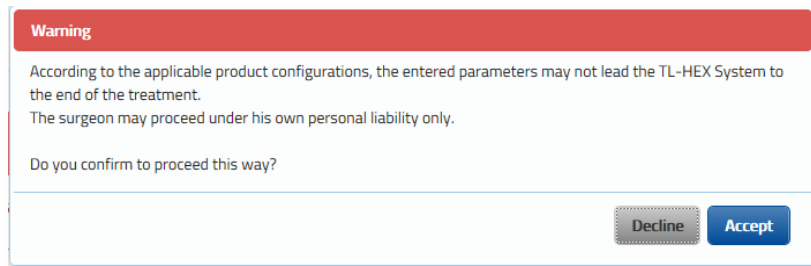 Warning
According to the applicable product configurations, the entered parameters may not lead the TL-HEX System to
the end of the treatment.
The surgeon may proceed under his own personal liability only.
Do you confirm to proceed this way?
Decline Accept